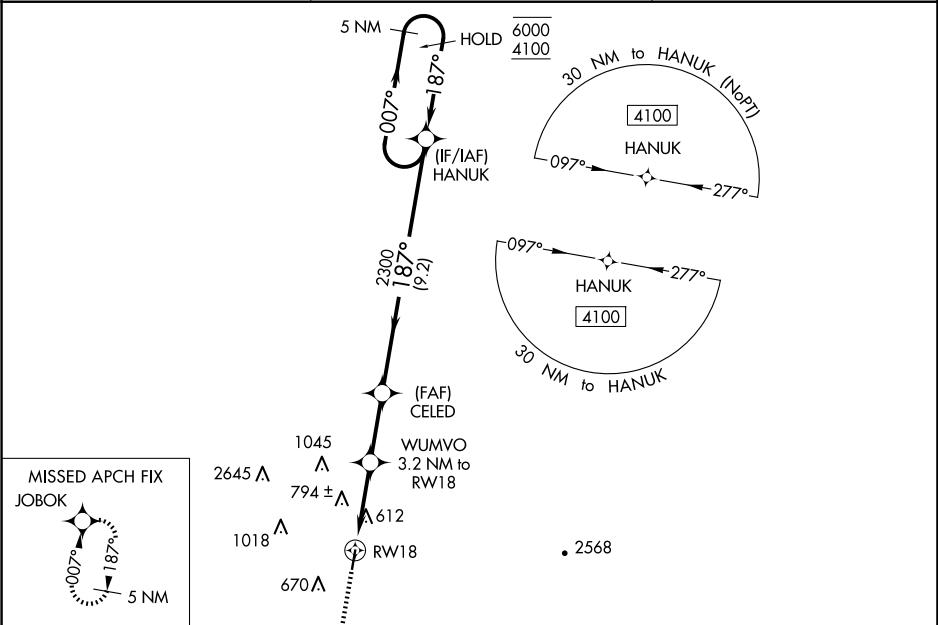 5 NM
HOLD
6000
4100
187°
007°
(IF/IAF)
HANUK
30 NM to HANUK (NoPT)
4100
HANUK
097°
277°
2300
187°
(9.2)
097°
277°
HANUK
4100
30 NM to HANUK
(FAF)
CELED
WUMVO
3.2 NM to
RW18
1045
2645
794 ±
612
1018
RW18
2568
670
MISSED APCH FIX
JOBOK
007°
187°
5 NM